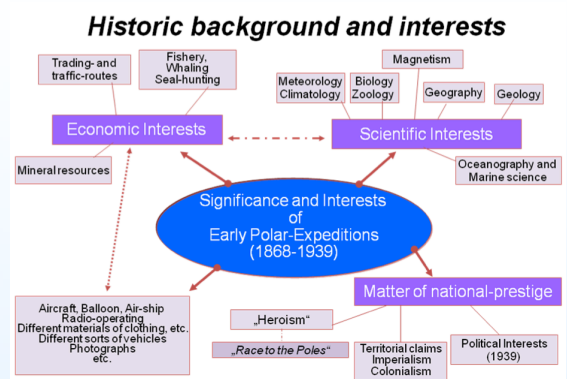 Historic background and interests
Trading- and
traffic-routes
Fishery,
Whaling
Seal-hunting
Magnetism
Meteorology
Climatology
Biology
Zoology
Geography
Geology
Economic Interests
Scientific Interests
Mineral resources
Oceanography and
Marine science
Significance and Interests
of
Early Polar-Expeditions
(1868-1939)
Matter of national-prestige
Aircraft, Balloon, Air-ship
Radio-operating
Different materials of clothing, etc.
Different sorts of vehicles
Photographs
etc.
„Heroism“
„Race to the Poles“
Territorial claims
Imperialism
Colonialism
Political Interests
(1939)